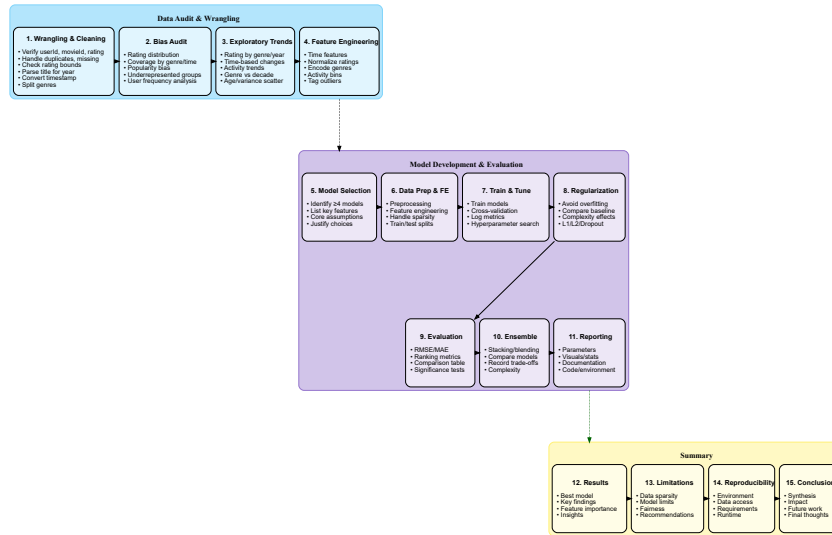 Data Audit & Wrangling
1. Wrangling & Cleaning
• Verify userId, movieId, rating
• Handle duplicates, missing
• Check rating bounds
• Parse title for year
• Convert timestamp
• Split genres
2. Bias Audit
• Rating distribution
• Coverage by genre/time
• Popularity bias
• Underrepresented groups
• User frequency analysis
3. Exploratory Trends
• Rating by genre/year
• Time-based changes
• Activity trends
• Genre vs decade
• Age/variance scatter
4. Feature Engineering
• Time features
• Normalize ratings
• Encode genres
• Activity bins
• Tag outliers
Model Development & Evaluation
5. Model Selection
• Identify ≥4 models
• List key features
• Core assumptions
• Justify choices
6. Data Prep & FE
• Preprocessing
• Feature engineering
• Handle sparsity
• Train/test splits
7. Train & Tune
• Train models
• Cross-validation
• Log metrics
• Hyperparameter search
8. Regularization
• Avoid overfitting
• Compare baseline
• Complexity effects
• L1/L2/Dropout
9. Evaluation
• RMSE/MAE
• Ranking metrics
• Comparison table
• Significance tests
10. Ensemble
• Stacking/blending
• Compare models
• Record trade-offs
• Complexity
11. Reporting
• Parameters
• Visuals/stats
• Documentation
• Code/environment
Summary
12. Results
• Best model
• Key findings
• Feature importance
• Insights
13. Limitations
• Data sparsity
• Model limits
• Fairness
• Recommendations
14. Reproducibility
• Environment
• Data access
• Requirements
• Runtime
15. Conclusion
• Synthesis
• Impact
• Future work
• Final thoughts